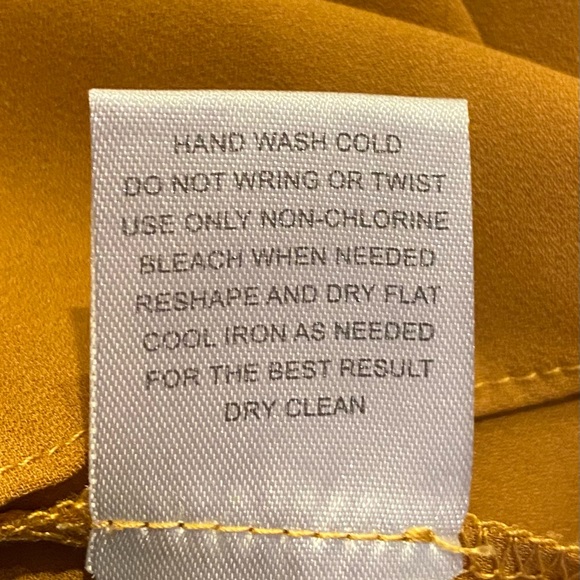 HAND WASH COLD
DO NOT WRING OR TWIST
USE ONLY NON-CHLORINE
BLEACH WHEN NEEDED
RESHAPE AND DRY FLAT
COOL IRON AS NEEDED
FOR THE BEST RESULT
DRY CLEAN